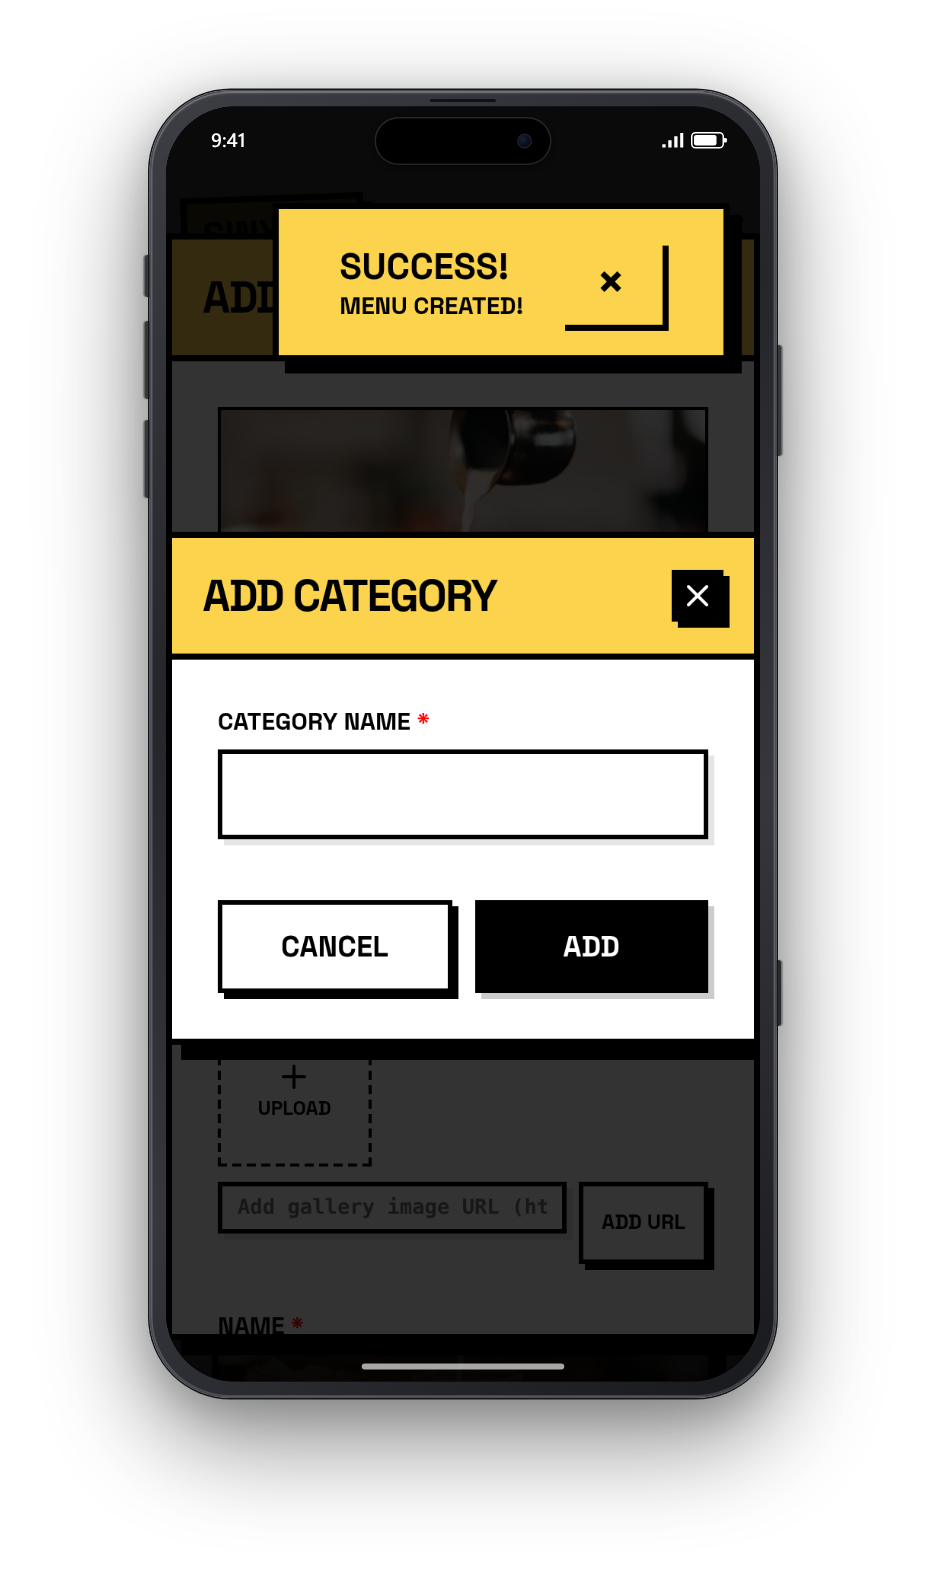 9:41
ADD
SUCCESS!
MENU CREATED!
ADD CATEGORY
CATEGORY NAME *
CANCEL
ADD
UPLOAD
Add gallery image URL (ht
ADD URL
NAME *